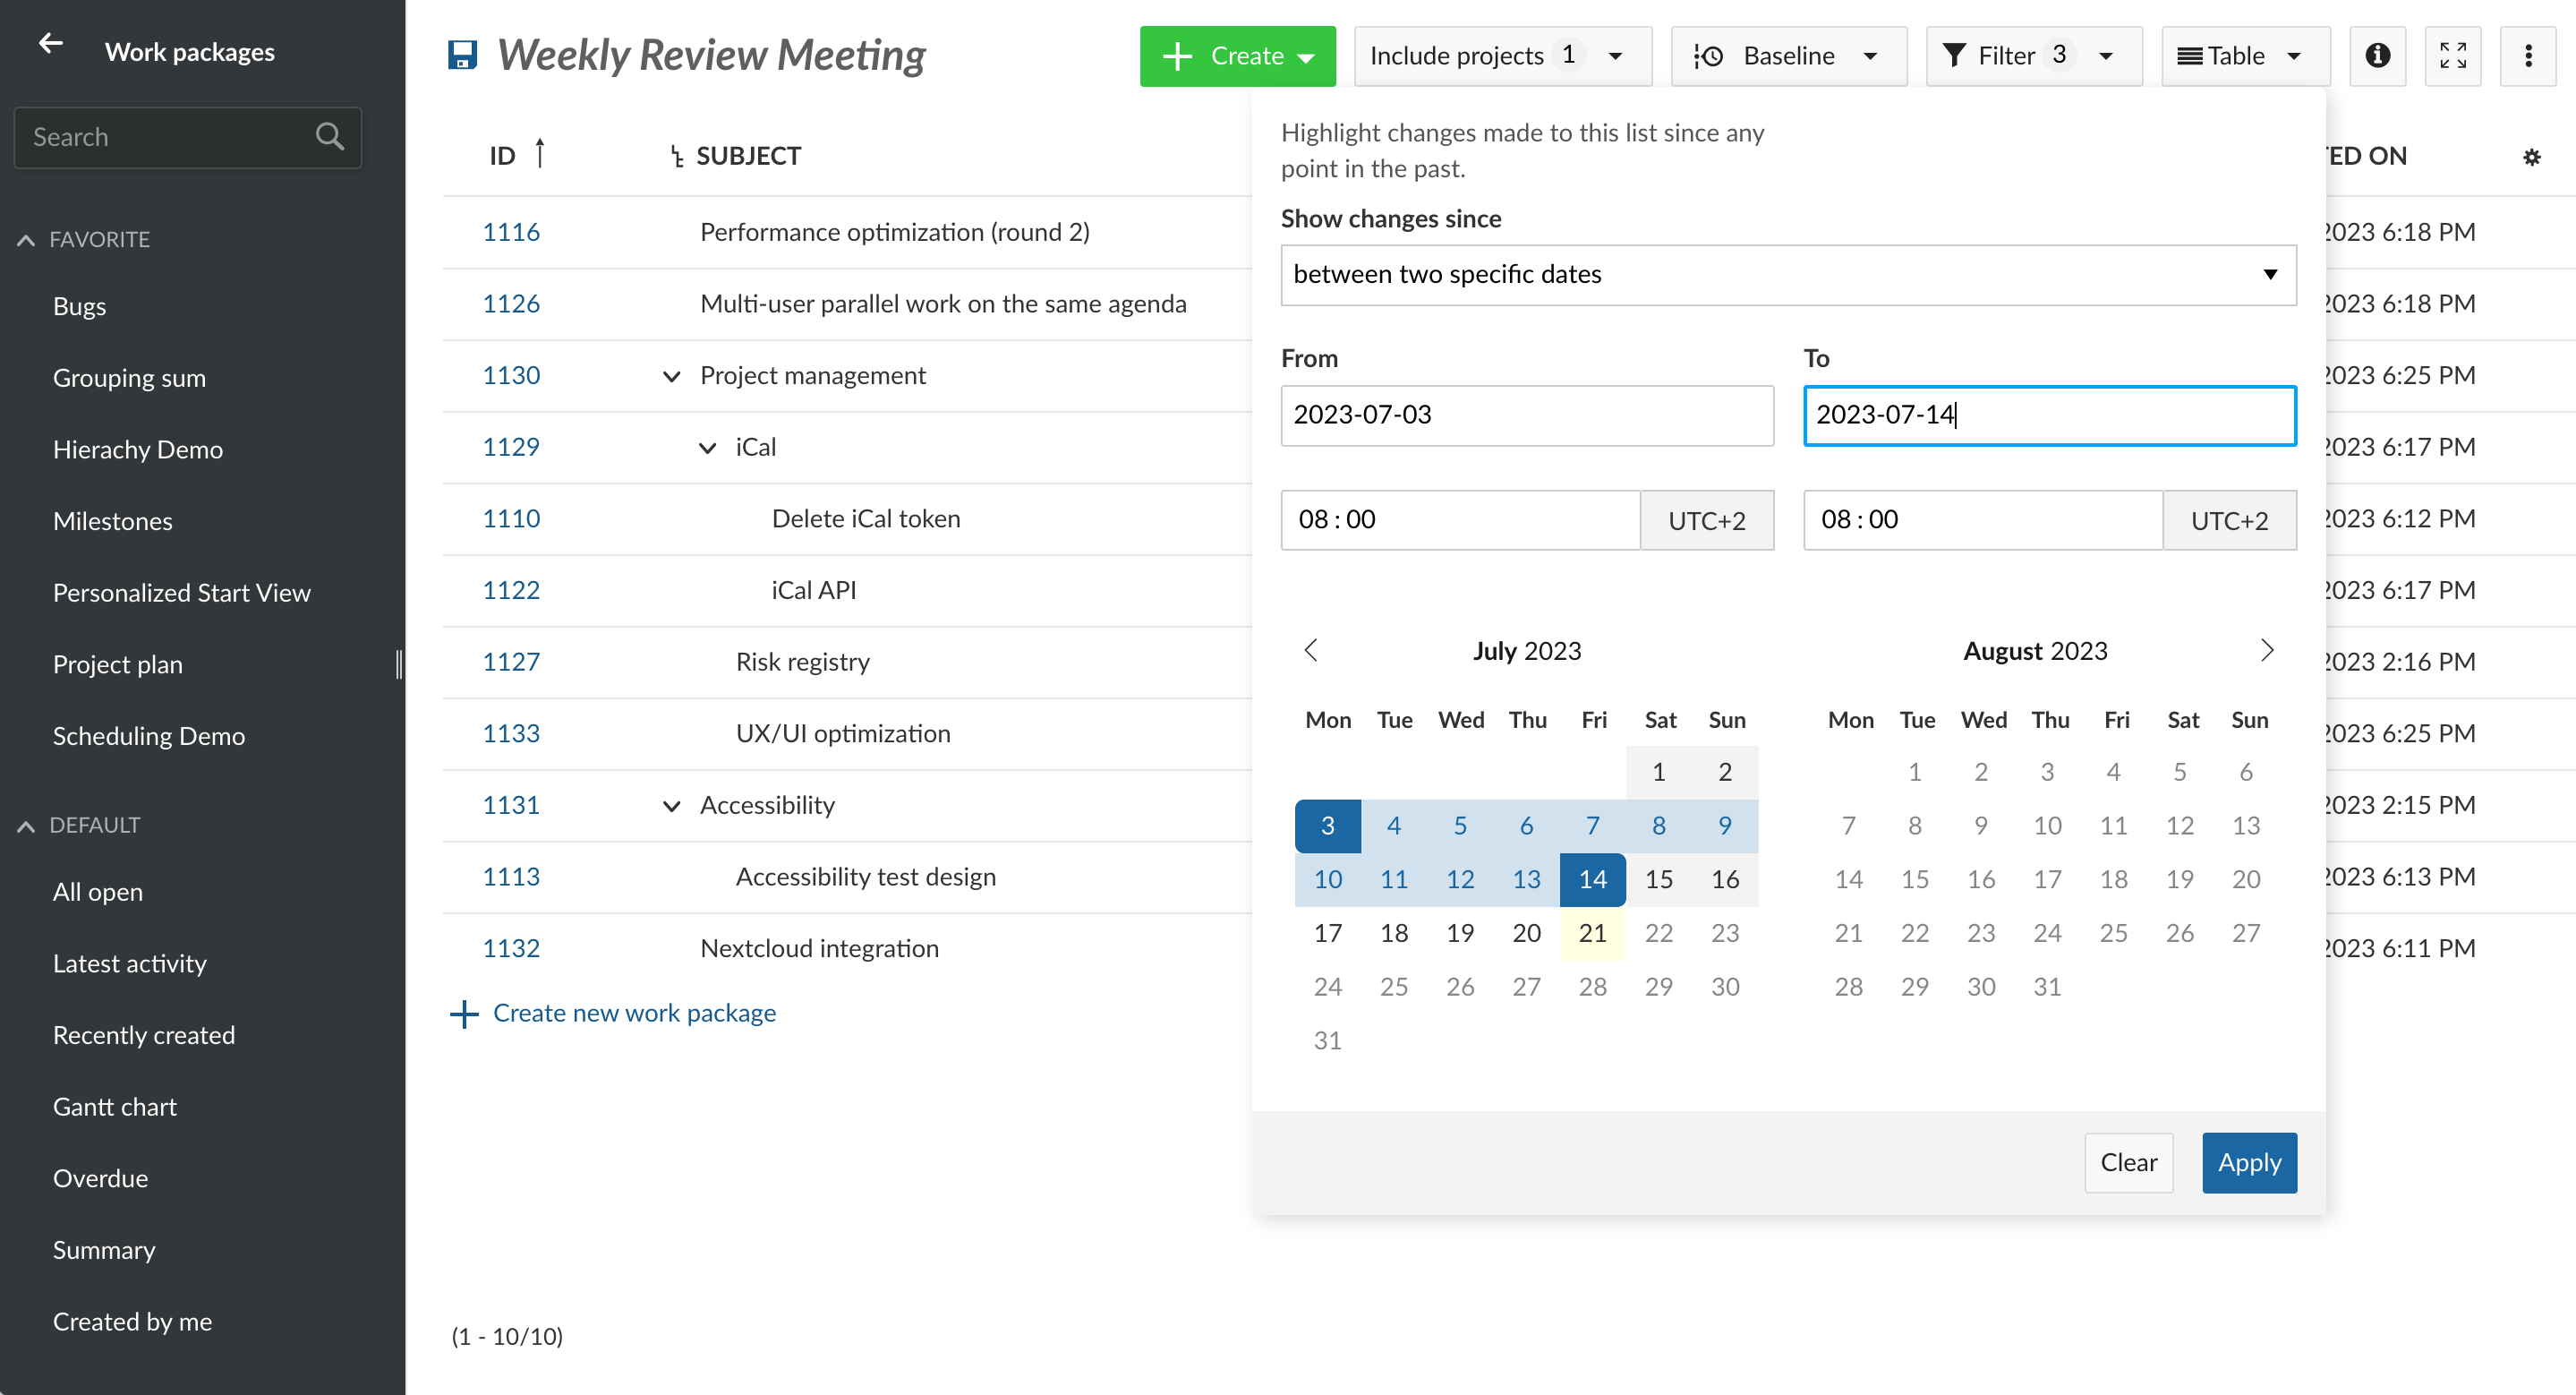 Work packages
Search
FAVORITE
Bugs
Grouping sum
Hierachy Demo
Milestones
Personalized Start View
Project plan
Scheduling Demo
DEFAULT
All open
Latest activity
Recently created
Gantt chart
Overdue
Summary
Created by me
Weekly Review Meeting
Create
Include projects 1
Baseline
Filter 3
Table
ID SUBJECT
TED ON
1116 Performance optimization (round 2)
2023 6:18 PM
1126 Multi-user parallel work on the same agenda
2023 6:18 PM
1130 Project management
2023 6:25 PM
1129 iCal
2023 6:17 PM
1110 Delete iCal token
2023 6:12 PM
1122 iCal API
2023 6:17 PM
1127 Risk registry
2023 2:16 PM
1133 UX/UI optimization
2023 6:25 PM
1131 Accessibility
2023 2:15 PM
1113 Accessibility test design
2023 6:13 PM
1132 Nextcloud integration
2023 6:11 PM
Create new work package
(1 - 10/10)
Highlight changes made to this list since any
point in the past.
Show changes since
between two specific dates
From To
2023-07-03 2023-07-14
08:00 UTC+2 08:00 UTC+2
July 2023
Mon Tue Wed Thu Fri Sat Sun
1 2
3 4 5 6 7 8 9
10 11 12 13 14 15 16
17 18 19 20 21 22 23
24 25 26 27 28 29 30
31
August 2023
Mon Tue Wed Thu Fri Sat Sun
1 2 3 4 5 6
7 8 9 10 11 12 13
14 15 16 17 18 19 20
21 22 23 24 25 26 27
28 29 30 31
Clear Apply